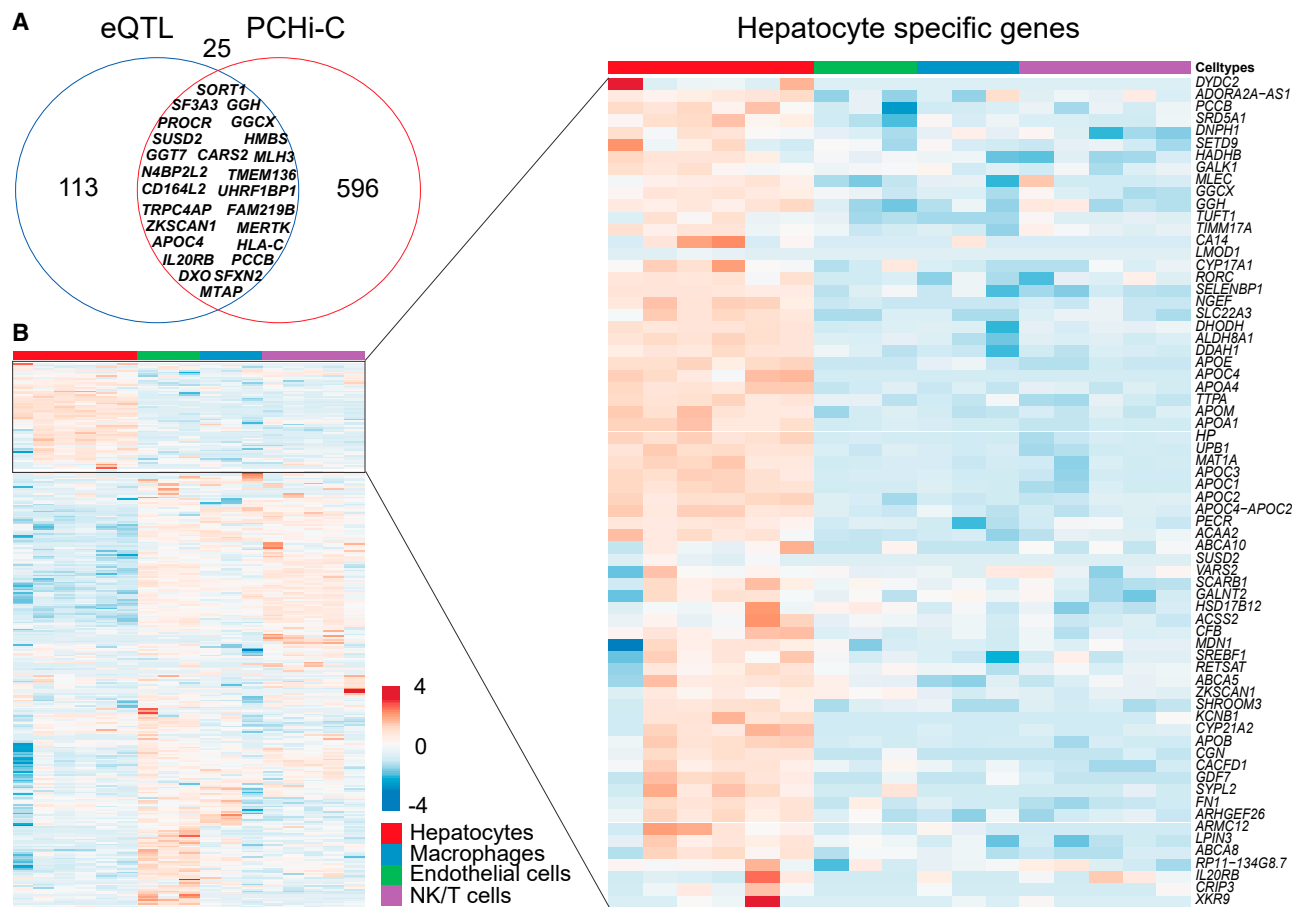 A
eQTL
25
PCHi-C
SORT1
SF3A3 GGH
PROCR GGCX
SUSD2 HMBS
GGT7 CARS2 MLH3
N4BP2L2 TMEM136
CD164L2 UHRF1BP1
TRPC4AP FAM219B
ZKSCAN1 MERTK
APOC4 HLA-C
IL20RB PCCB
DXO SFXN2
MTAP
113
596
B
4
0
-4
Hepatocytes
Macrophages
Endothelial cells
NK/T cells
Hepatocyte specific genes
Celltypes
DYDC2
ADORA2A-AS1
PCCB
SRD5A1
DNPH1
SETD9
HADHB
GALK1
MLEC
GGCX
GGH
TUFT1
TIMM17A
CA14
LMOD1
CYP17A1
RORC
SELENBP1
NGEF
SLC22A3
DHODH
ALDH8A1
DDAH1
APOE
APOC4
APOA4
TTPA
APOM
APOA1
HP
UPB1
MAT1A
APOC3
APOC1
APOC2
APOC4-APOC2
PECR
ACAA2
ABCA10
SUSD2
VARS2
SCARB1
GALNT2
HSD17B12
ACSS2
CFB
MDN1
SREBF1
RETSAT
ABCA5
ZKSCAN1
SHROOM3
KCNB1
CYP21A2
APOB
CGN
CACFD1
GDF7
SYPL2
FN1
ARHGEF26
ARMC12
LPIN3
ABCA8
RP11-134G8.7
IL20RB
CRIP3
XKR9